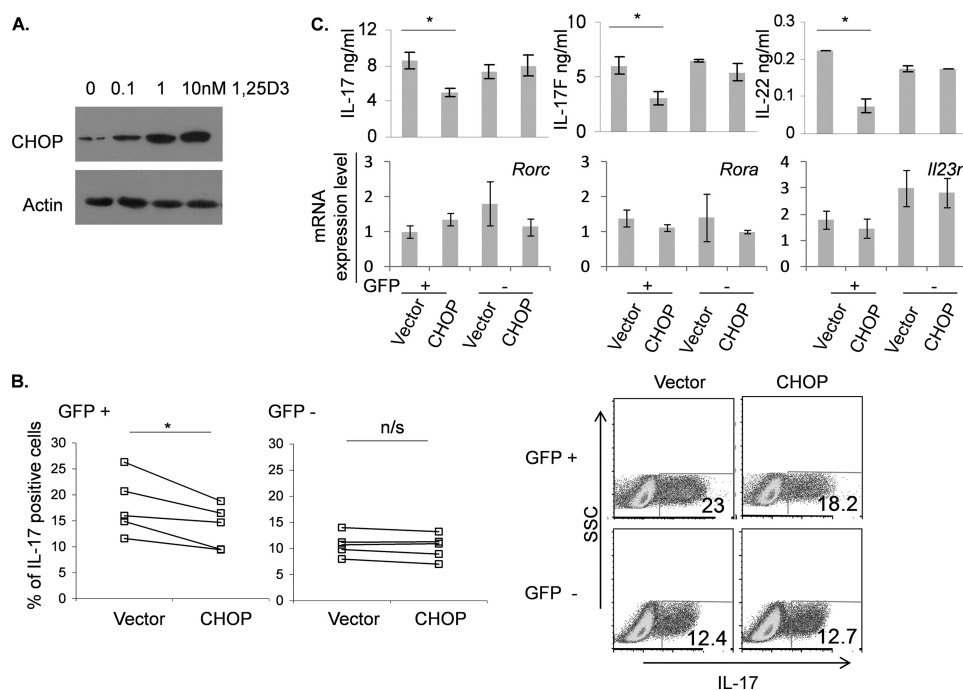 A.
0 0.1 1 10nM 1,25D3
CHOP
Actin
C.
IL-17 ng/ml
12
8
4
0
*
IL-17F ng/ml
10
5
0
*
IL-22 ng/ml
0.3
0.2
0.1
0
*
mRNA
expression level
3
2
1
0
Rorc
3
2
1
0
Rora
4
3
2
1
0
Il23r
GFP + - + - + -
Vector CHOP Vector CHOP Vector CHOP Vector CHOP Vector CHOP Vector CHOP
B.
GFP +
% of IL-17 positive cells
30
25
20
15
10
5
0
*
Vector CHOP
GFP -
30
25
20
15
10
5
0
n/s
Vector CHOP
Vector CHOP
GFP +
23 18.2
SSC
GFP -
12.4 12.7
IL-17